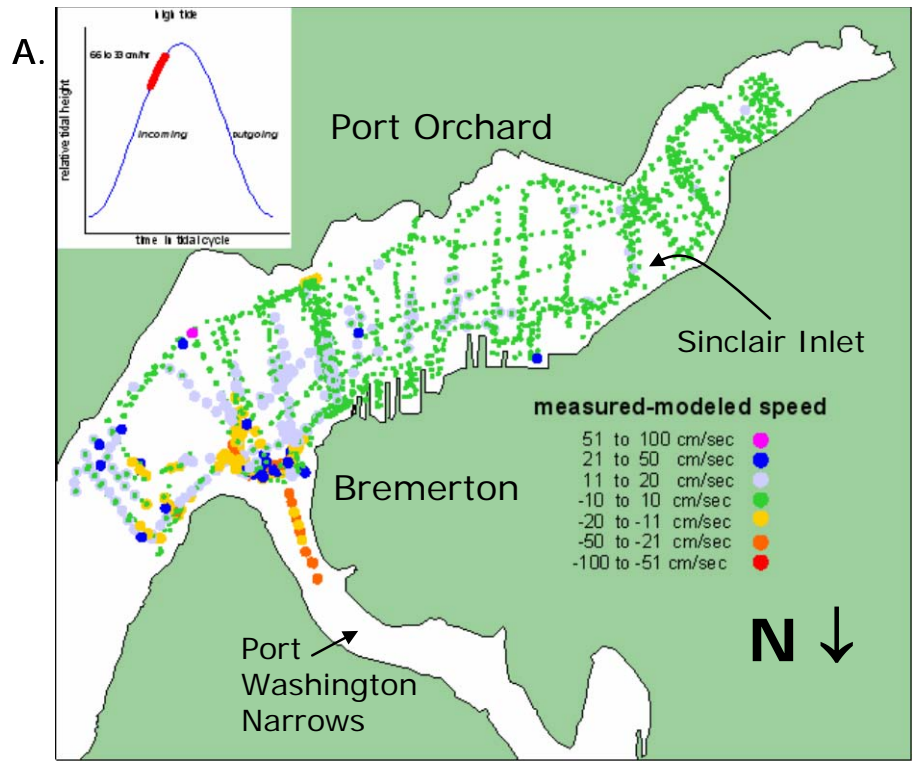 A.
high tide
66 to 33 cm/hr
relative tidal height
incoming
outgoing
time in tidal cycle
Port Orchard
Sinclair Inlet
measured-modeled speed
51 to 100 cm/sec
21 to 50 cm/sec
11 to 20 cm/sec
-10 to 10 cm/sec
-20 to -11 cm/sec
-50 to -21 cm/sec
-100 to -51 cm/sec
Bremerton
N ↓
Port
Washington
Narrows